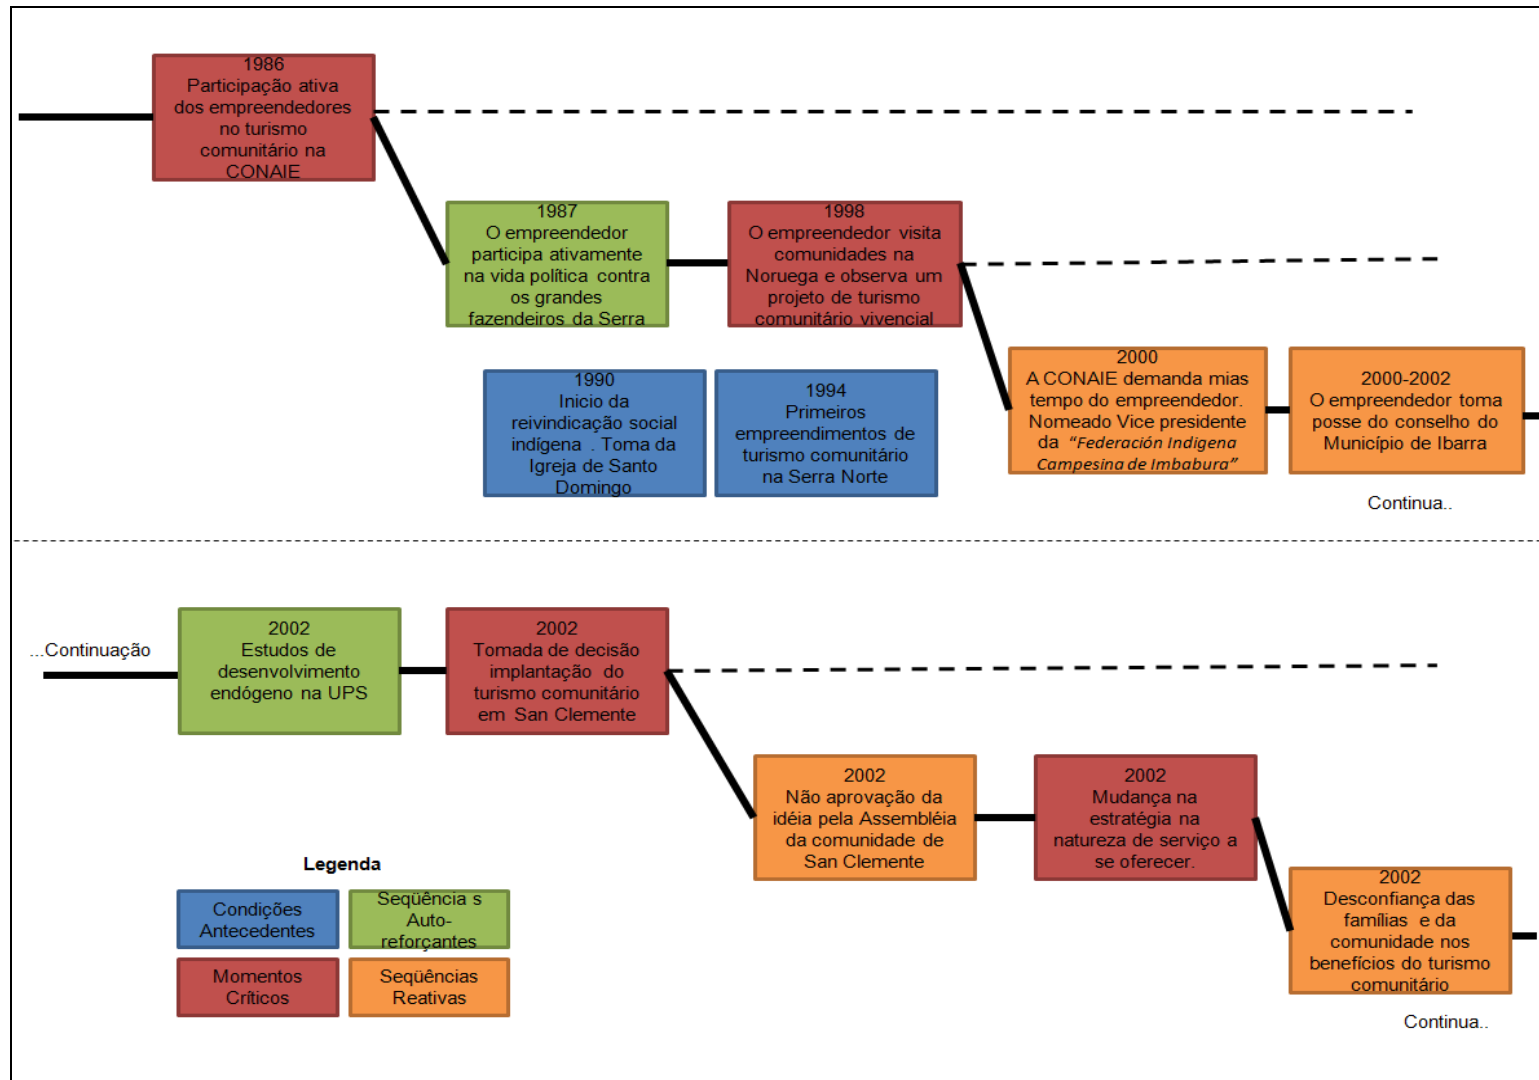 1986
Participação ativa
dos empreendedores
no turismo
comunitário na
CONAIE
1987
O empreendedor
participa ativamente
na vida política contra
os grandes
fazendeiros da Serra
1998
O empreendedor visita
comunidades na
Noruega e observa um
projeto de turismo
comunitário vivencial
1990
Inicio da
reivindicação social
indígena . Toma da
Igreja de Santo
Domingo
1994
Primeiros
empreendimentos de
turismo comunitário
na Serra Norte
2000
A CONAIE demanda mias
tempo do empreendedor.
Nomeado Vice presidente
da "Federación Indigena
Campesina de Imbabura"
2000-2002
O empreendedor toma
posse do conselho do
Município de Ibarra
Continua..
...Continuação
2002
Estudos de
desenvolvimento
endógeno na UPS
2002
Tomada de decisão
implantação do
turismo comunitário
em San Clemente
2002
Não aprovação da
idéia pela Assembléia
da comunidade de
San Clemente
2002
Mudança na
estratégia na
natureza de serviço a
se oferecer.
2002
Desconfiança das
famílias e da
comunidade nos
benefícios do turismo
comunitário
Continua..
Legenda
Condições
Antecedentes
Seqüência s
Auto-
reforçantes
Momentos
Críticos
Seqüências
Reativas